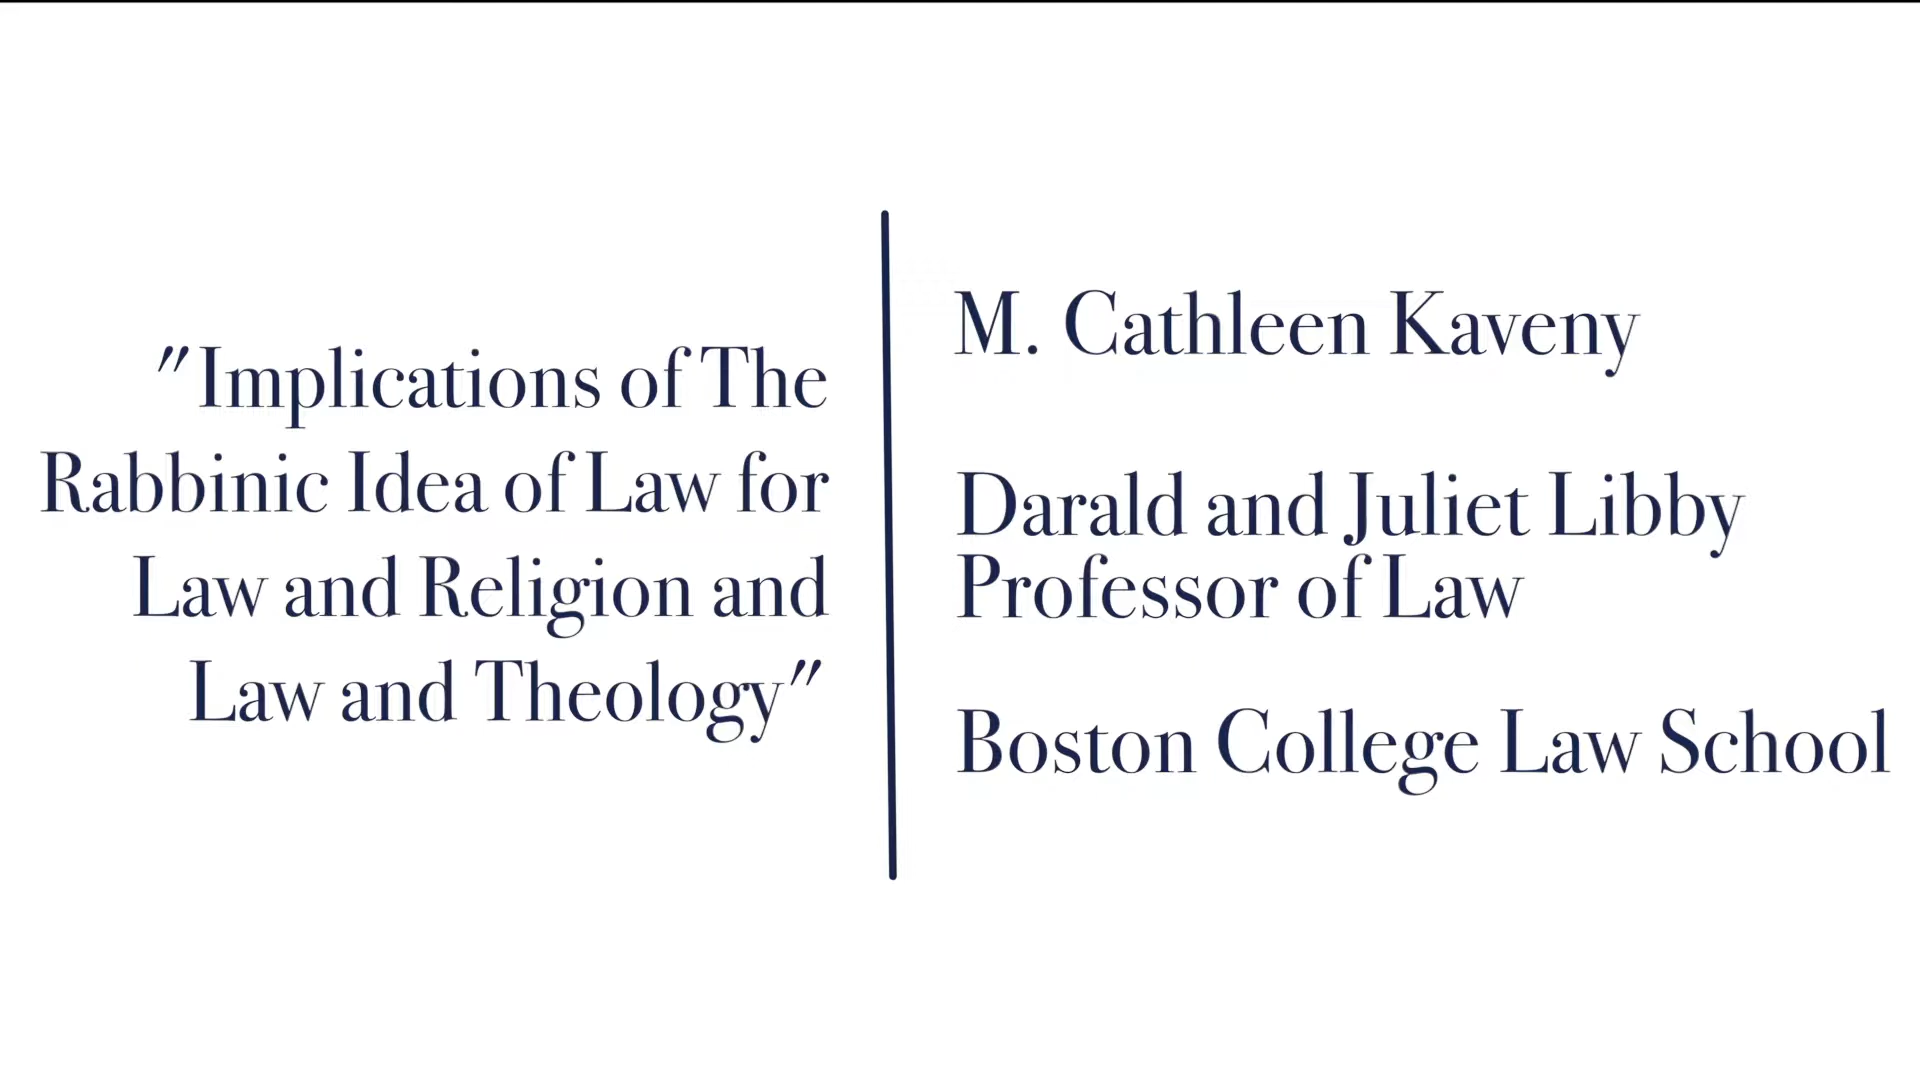 "Implications of The
Rabbinic Idea of Law for
Law and Religion and
Law and Theology"
M. Cathleen Kaveny
Darald and Juliet Libby
Professor of Law
Boston College Law School